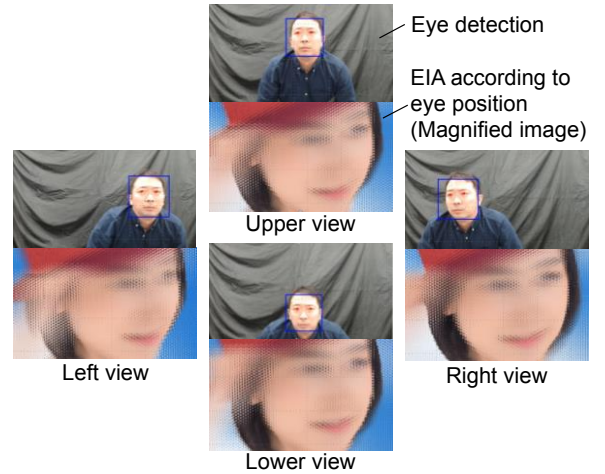 Eye detection
EIA according to
eye position
(Magnified image)
Upper view
Left view
Right view
Lower view